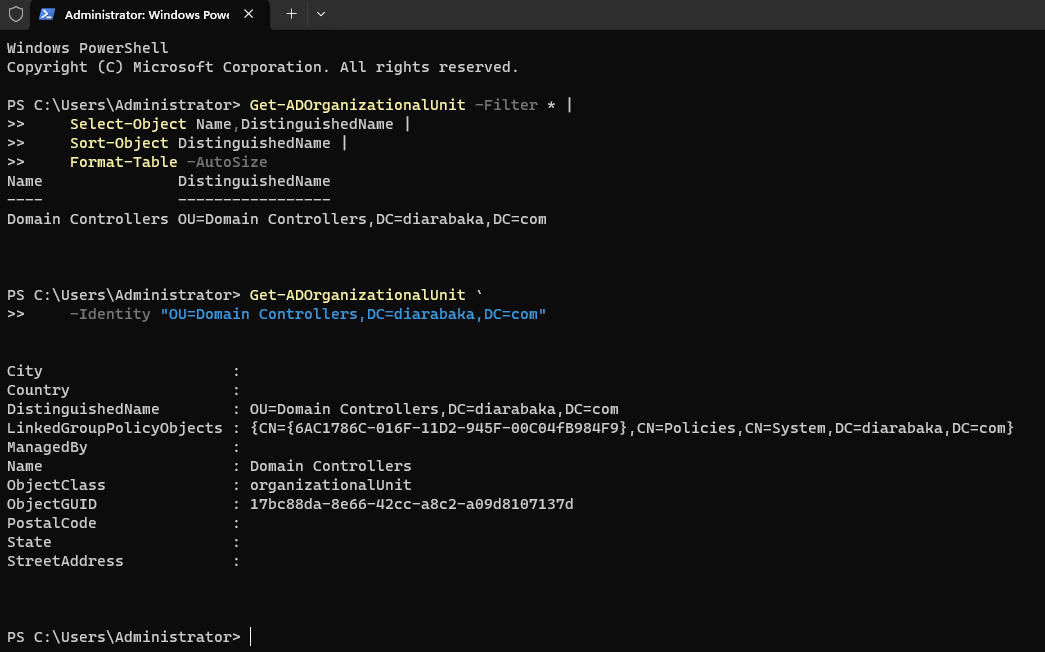 Administrator: Windows Powe
Windows PowerShell
Copyright (C) Microsoft Corporation. All rights reserved.
PS C:\Users\Administrator> Get-ADOrganizationalUnit -Filter * |
>>     Select-Object Name,DistinguishedName |
>>     Sort-Object DistinguishedName |
>>     Format-Table -AutoSize
Name               DistinguishedName
----               -----------------
Domain Controllers OU=Domain Controllers,DC=diarabaka,DC=com
PS C:\Users\Administrator> Get-ADOrganizationalUnit `
>>     -Identity "OU=Domain Controllers,DC=diarabaka,DC=com"
City                     :
Country                  :
DistinguishedName        : OU=Domain Controllers,DC=diarabaka,DC=com
LinkedGroupPolicyObjects : {CN={6AC1786C-016F-11D2-945F-00C04fB984F9},CN=Policies,CN=System,DC=diarabaka,DC=com}
ManagedBy                :
Name                     : Domain Controllers
ObjectClass              : organizationalUnit
ObjectGUID               : 17bc88da-8e66-42cc-a8c2-a09d8107137d
PostalCode               :
State                    :
StreetAddress            :
PS C:\Users\Administrator>